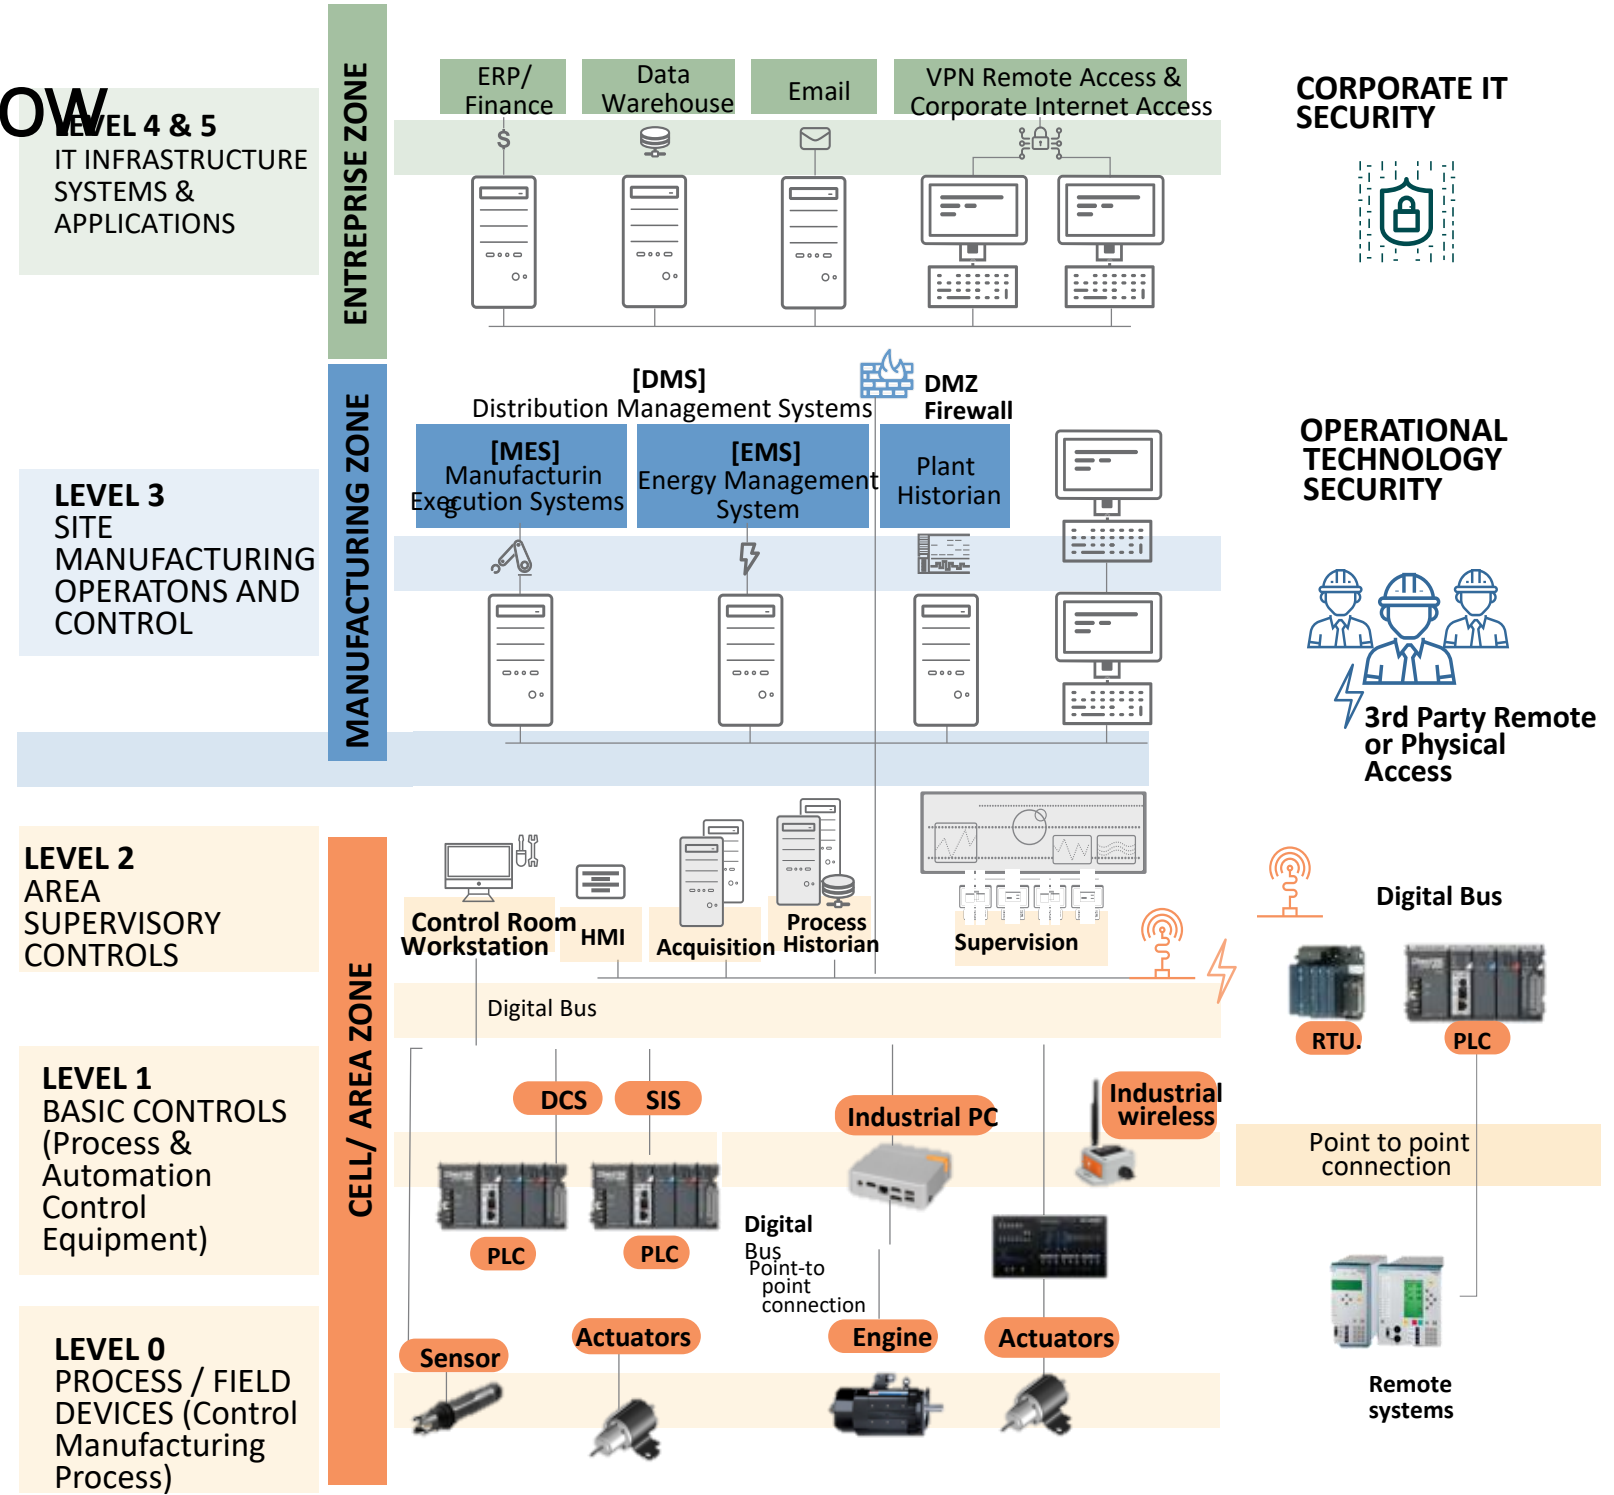 ow
LEVEL 4 & 5
IT INFRASTRUCTURE
SYSTEMS &
APPLICATIONS
ENTREPRISE ZONE
ERP/
Finance
Data
Warehouse
Email
VPN Remote Access &
Corporate Internet Access
$
CORPORATE IT
SECURITY
MANUFACTURING ZONE
[DMS]
Distribution Management Systems
DMZ
Firewall
LEVEL 3
SITE
MANUFACTURING
OPERATONS AND
CONTROL
[MES]
Manufacturin
g
Execution Systems
[EMS]
Energy Management
System
Plant
Historian
OPERATIONAL
TECHNOLOGY
SECURITY
3rd Party Remote
or Physical
Access
LEVEL 2
AREA
SUPERVISORY
CONTROLS
CELL/ AREA ZONE
Control Room
Workstation
HMI
Acquisition
Process
Historian
Supervision
Digital Bus
Digital Bus
RTU.
PLC
LEVEL 1
BASIC CONTROLS
(Process &
Automation
Control
Equipment)
DCS
SIS
Industrial PC
Industrial
wireless
Point to point
connection
PLC
PLC
Digital
Bus
Point-to
point
connection
LEVEL 0
PROCESS / FIELD
DEVICES (Control
Manufacturing
Process)
Sensor
Actuators
Engine
Actuators
Remote
systems